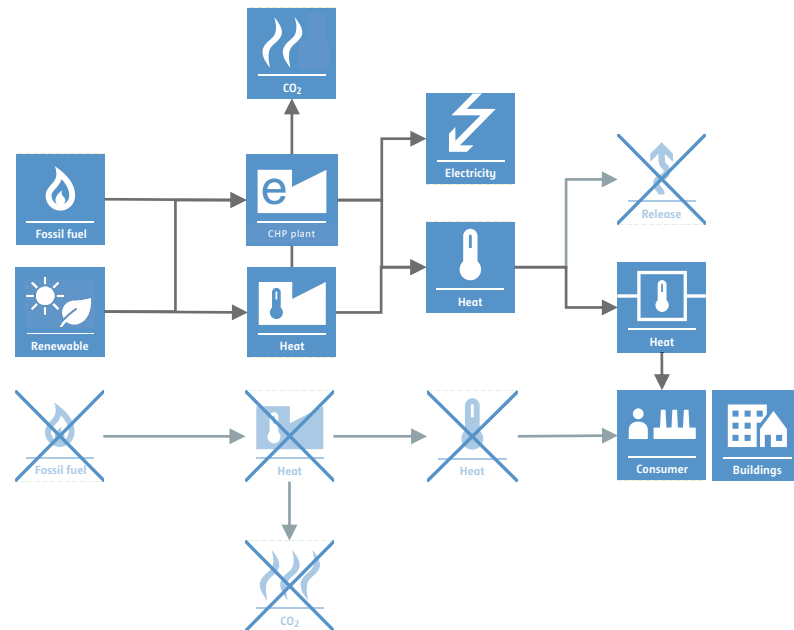 CO₂
Electricity
Fossil fuel
e
CHP plant
Release
Renewable
Heat
Heat
Heat
Fossil fuel
Heat
Heat
Consumer
Buildings
CO₂